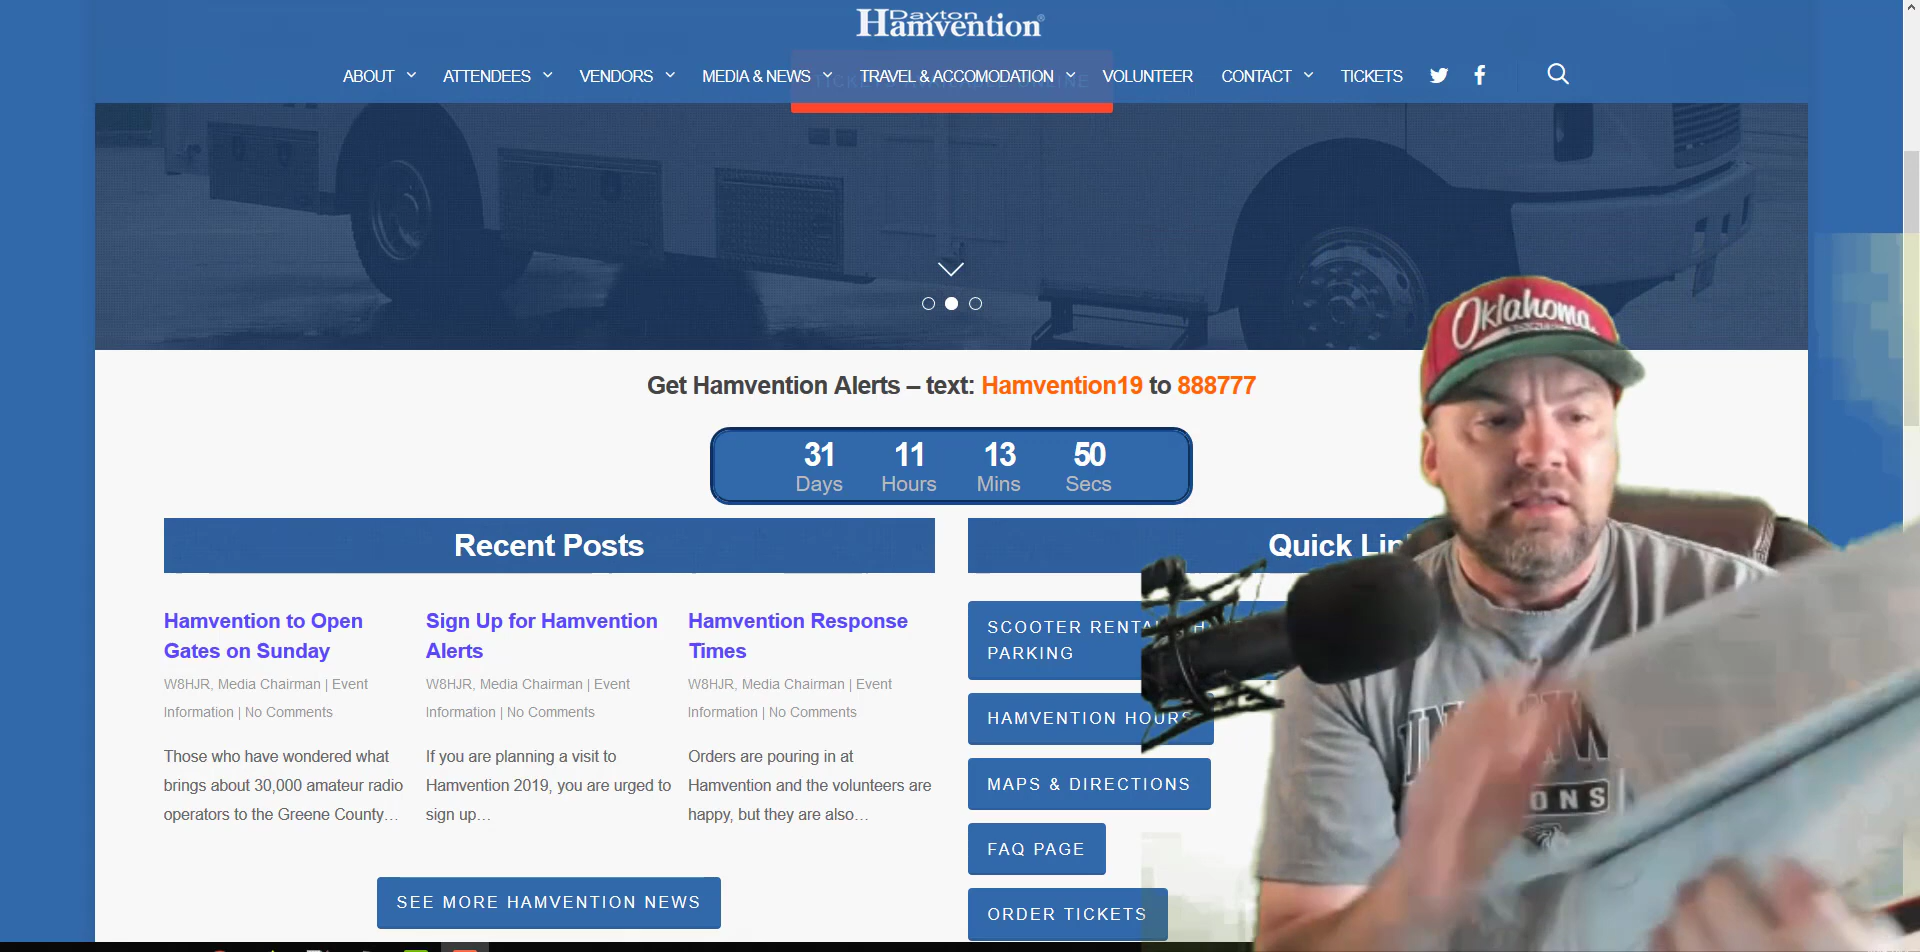 Dayton
Hamvention®
ABOUT ATTENDEES VENDORS MEDIA & NEWS TRAVEL & ACCOMODATION VOLUNTEER CONTACT TICKETS
Get Hamvention Alerts – text: Hamvention19 to 888777
31 11 13 50
Days Hours Mins Secs
Recent Posts
Quick
Hamvention to Open
Gates on Sunday
W8HJR, Media Chairman | Event
Information | No Comments
Those who have wondered what
brings about 30,000 amateur radio
operators to the Greene County…
Sign Up for Hamvention
Alerts
W8HJR, Media Chairman | Event
Information | No Comments
If you are planning a visit to
Hamvention 2019, you are urged to
sign up…
Hamvention Response
Times
W8HJR, Media Chairman | Event
Information | No Comments
Orders are pouring in at
Hamvention and the volunteers are
happy, but they are also…
SEE MORE HAMVENTION NEWS
SCOOTER
PARKING
HAMVENTION HOURS
MAPS & DIRECTIONS
FAQ PAGE
ORDER TICKETS
Oklahoma